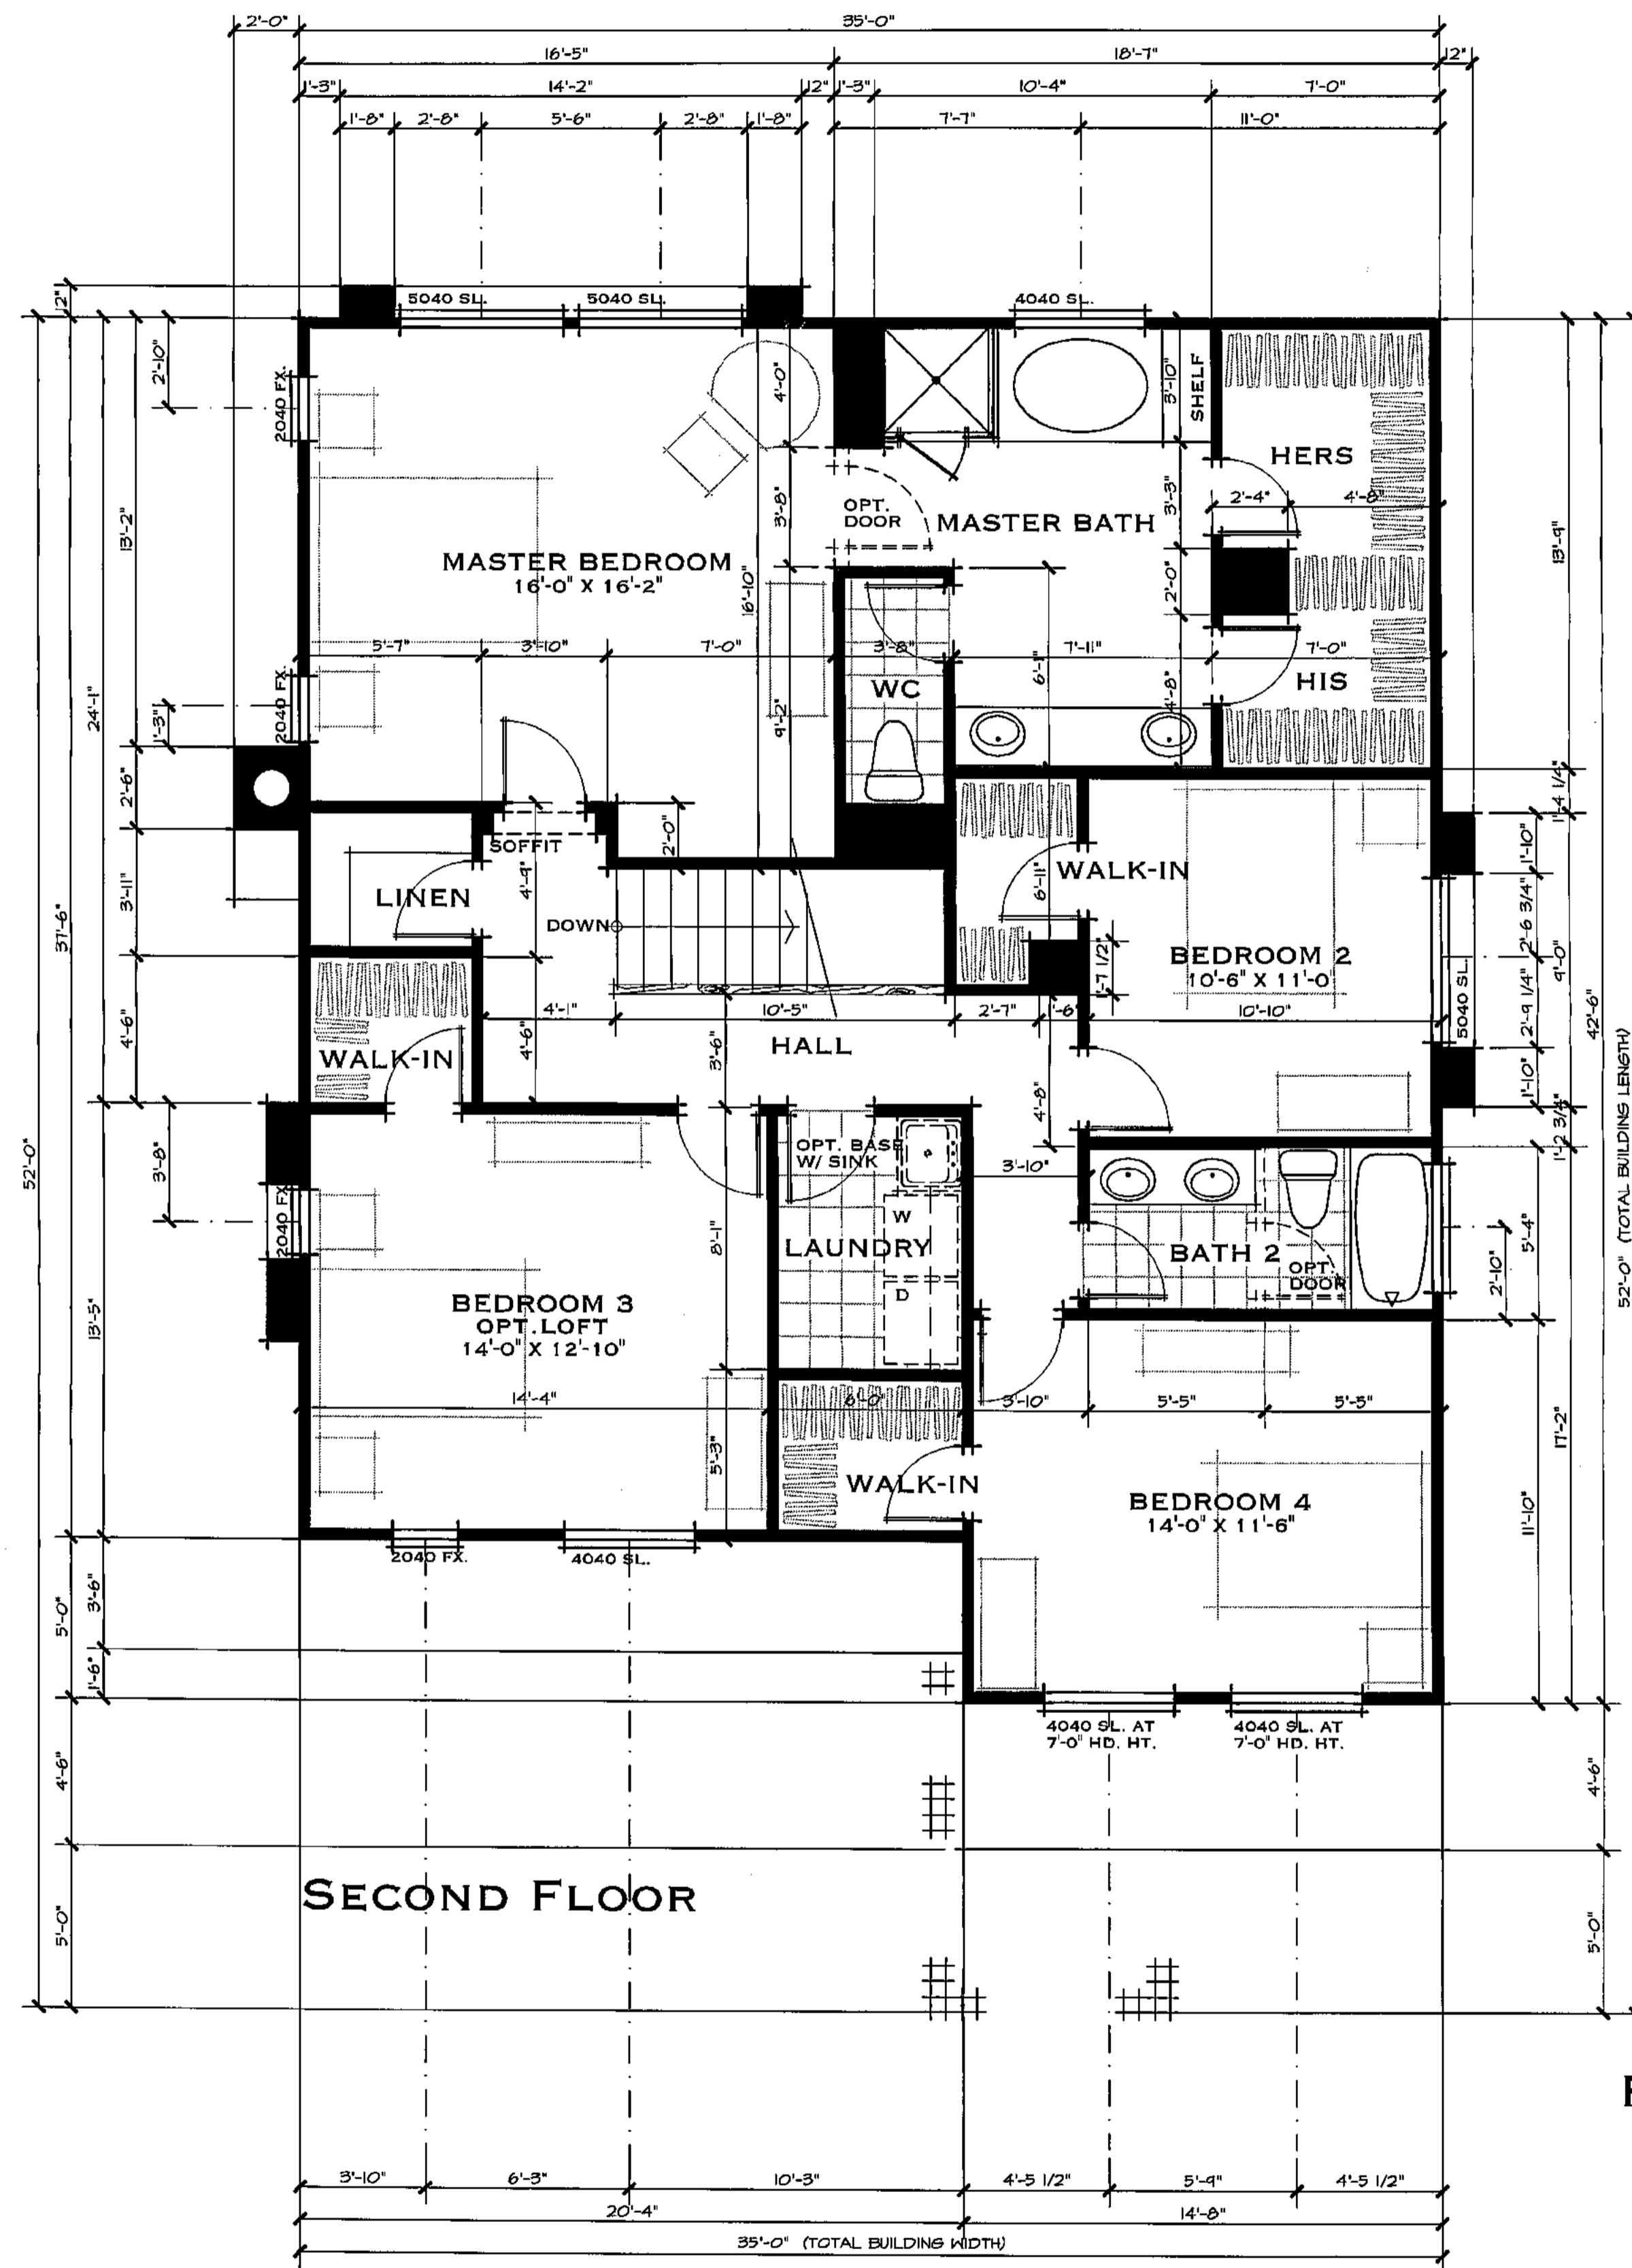 2'-0" 35'-0"
16'-5" 18'-7" 12"
1'-3" 14'-2" 12" 1'-3" 10'-4" 7'-0"
1'-8" 2'-8" 5'-6" 2'-8" 1'-8" 7'-7" 11'-0"
12"
5040 SL. 5040 SL. 4040 SL.
2'-10"
2040 FX.
4'-0"
3'-10"
SHELF
HERS
2'-4" 4'-8"
3'-3"
3'-8"
OPT.
DOOR
MASTER BATH
13'-2"
13'-9"
MASTER BEDROOM
16'-0" X 16'-2"
16'-10"
2'-0"
5'-7" 3'-10" 7'-0" 3'-8" 7'-11" 7'-0"
6'-1"
4'-8"
WC
HIS
2040 FX.
1'-3"
9'-2"
24'-1"
2'-6"
2'-0"
SOFFIT
1'-4 1/4"
1'-10"
4'-9"
6'-11"
WALK-IN
LINEN
3'-11"
DOWN
37'-6"
2'-6 3/4"
9'-0"
BEDROOM 2
10'-6" X 11'-0
1'-7 1/2"
5040 SL.
2'-9 1/4"
42'-6"
4'-1" 10'-5" 2'-7" 1'-6" 10'-10"
4'-6"
4'-6"
3'-6"
HALL
WALK-IN
1'-10"
4'-8"
52'-0"
52'-0" (TOTAL BUILDING LENGTH)
3'-8"
OPT. BASE
W/ SINK
3'-10"
1'-2 3/4"
2040 FX.
W
8'-1"
LAUNDRY
BATH 2
OPT.
DOOR
D
5'-4"
2'-10"
13'-5"
BEDROOM 3
OPT. LOFT
14'-0" X 12'-10"
14'-4" 6'-0" 3'-10" 5'-5" 5'-5"
17'-2"
5'-3"
WALK-IN
BEDROOM 4
14'-0" X 11'-6"
11'-10"
2040 FX. 4040 SL.
3'-6"
5'-0"
1'-6"
4040 SL. AT
7'-0" HD. HT.
4040 SL. AT
7'-0" HD. HT.
4'-6"
4'-6"
SECOND FLOOR
5'-0"
5'-0"
3'-10" 6'-3" 10'-3" 4'-5 1/2" 5'-9" 4'-5 1/2"
20'-4" 14'-8"
35'-0" (TOTAL BUILDING WIDTH)